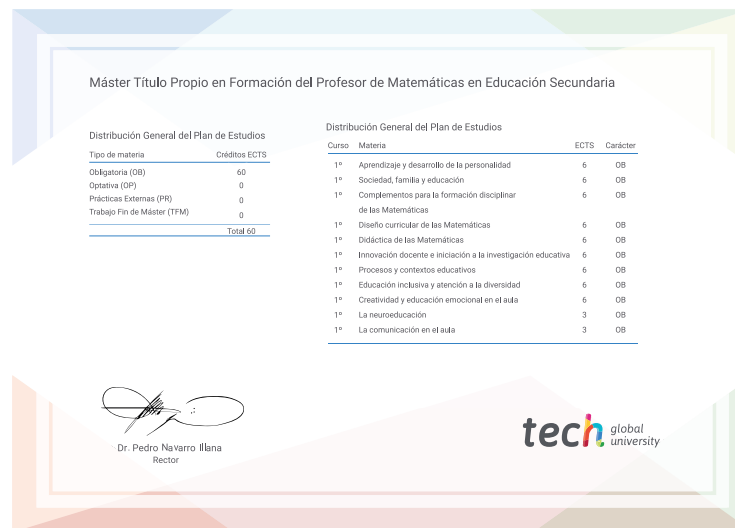 Máster Título Propio en Formación del Profesor de Matemáticas en Educación Secundaria
Distribución General del Plan de Estudios
Tipo de materia Créditos ECTS
Obligatoria (OB) 60
Optativa (OP) 0
Prácticas Externas (PR) 0
Trabajo Fin de Máster (TFM) 0
Total 60
Distribución General del Plan de Estudios
Curso Materia ECTS Carácter
1º Aprendizaje y desarrollo de la personalidad 6 OB
1º Sociedad, familia y educación 6 OB
1º Complementos para la formación disciplinar 6 OB
de las Matemáticas
1º Diseño curricular de las Matemáticas 6 OB
1º Didáctica de las Matemáticas 6 OB
1º Innovación docente e iniciación a la investigación educativa 6 OB
1º Procesos y contextos educativos 6 OB
1º Educación inclusiva y atención a la diversidad 6 OB
1º Creatividad y educación emocional en el aula 6 OB
1º La neuroeducación 3 OB
1º La comunicación en el aula 3 OB
Dr. Pedro Navarro Illana
Rector
tech global
university